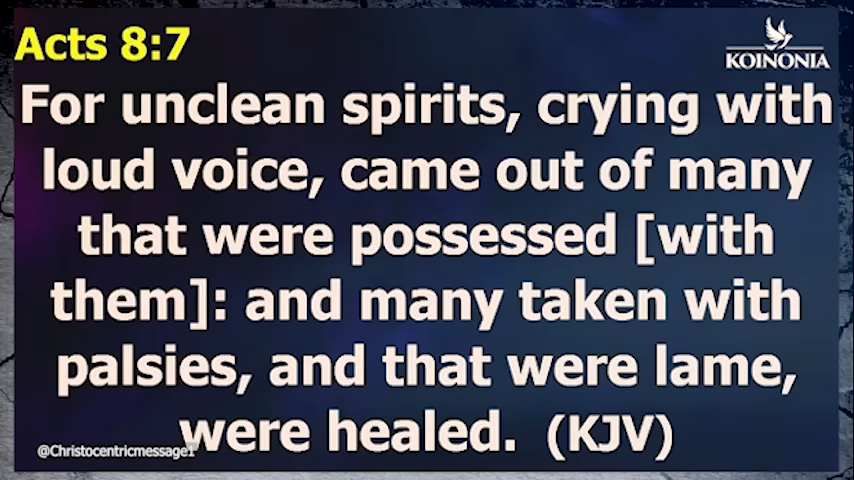 Acts 8:7
KOINONIA
For unclean spirits, crying with
loud voice, came out of many
that were possessed [with
them]: and many taken with
palsies, and that were lame,
were healed. (KJV)
@Christocentricmessage1